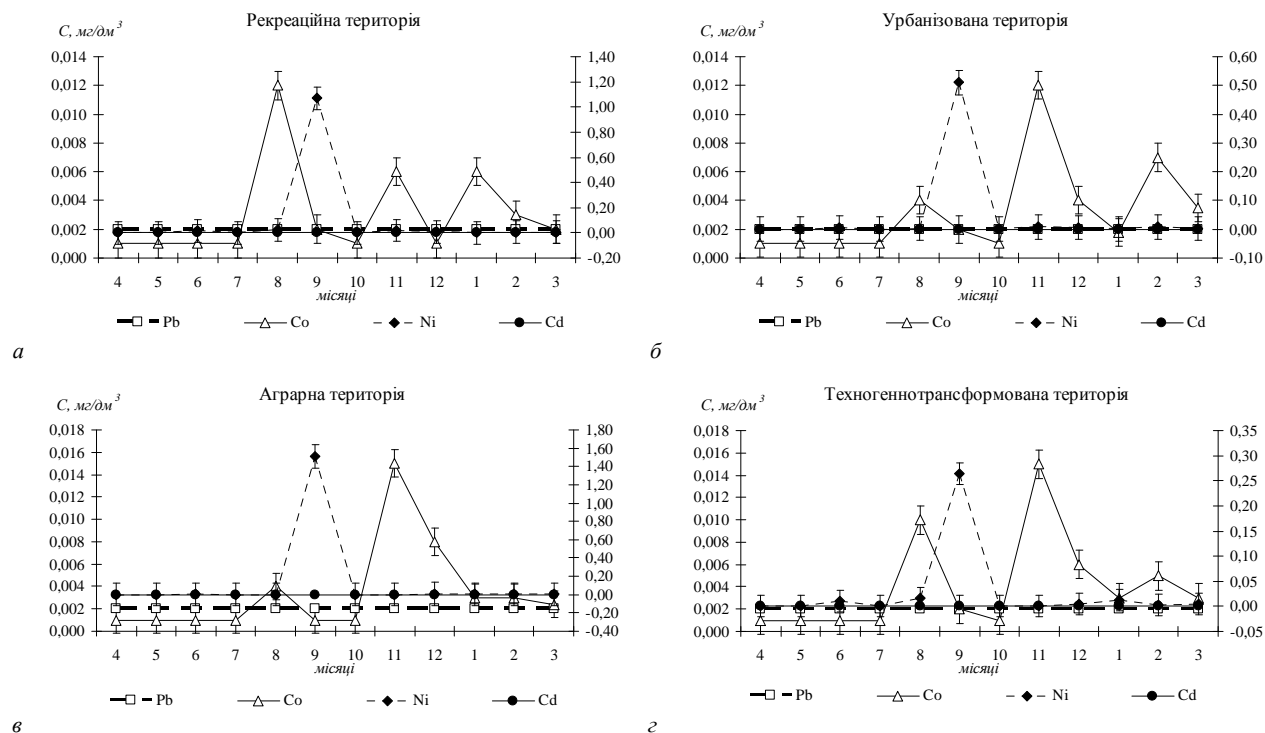 Рекреаційна територія
С, мг/дм³
0,014 1,40
0,012 1,20
0,010 1,00
0,008 0,80
0,006 0,60
0,004 0,40
0,002 0,20
0,000 0,00
-0,20
4 5 6 7 8 9 10 11 12 1 2 3
місяці
Pb Co Ni Cd
а
Урбанізована територія
С, мг/дм³
0,014 0,60
0,012 0,50
0,010 0,40
0,008 0,30
0,006 0,20
0,004 0,10
0,002 0,00
0,000 -0,10
4 5 6 7 8 9 10 11 12 1 2 3
місяці
Pb Co Ni Cd
б
Аграрна територія
С, мг/дм³
0,018 1,80
0,016 1,60
0,014 1,40
0,012 1,20
0,010 1,00
0,008 0,80
0,006 0,60
0,004 0,40
0,002 0,20
0,000 0,00
-0,20
-0,40
4 5 6 7 8 9 10 11 12 1 2 3
місяці
Pb Co Ni Cd
в
Техногеннотрансформована територія
С, мг/дм³
0,018 0,35
0,016 0,30
0,014 0,25
0,012 0,20
0,010 0,15
0,008 0,10
0,006 0,05
0,004 0,00
0,002 -0,05
0,000
4 5 6 7 8 9 10 11 12 1 2 3
місяці
Pb Co Ni Cd
г